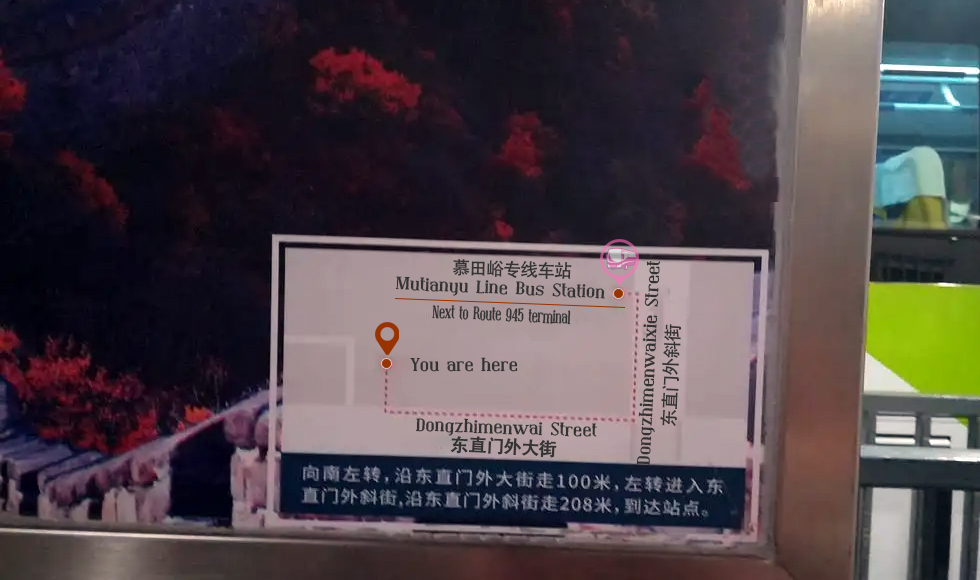 慕田峪专线车站
Mutianyu Line Bus Station
Next to Route 945 terminal
You are here
Dongzhimenwaixie Street
东直门外斜街
Dongzhimenwai Street
东直门外大街
向南左转，沿东直门外大街走100米，左转进入东
直门外斜街,沿东直门外斜街走208米，到达站点。